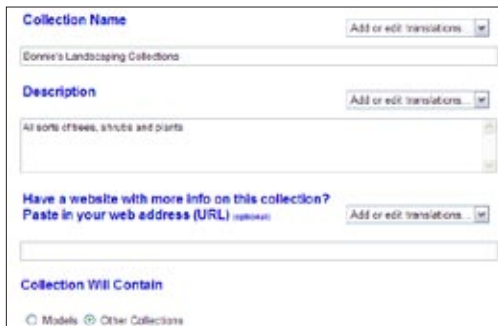 Collection Name
Add or edit translations...
Bonnie's Landscaping Collections
Description
Add or edit translations...
All sorts of trees, shrubs and plants
Have a website with more info on this collection?
Paste in your web address (URL) (optional)
Add or edit translations...
Collection Will Contain
Models Other Collections